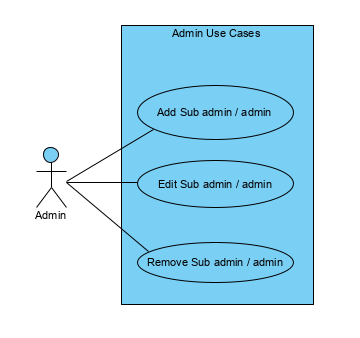 Admin Use Cases
Add Sub admin / admin
Edit Sub admin / admin
Admin
Remove Sub admin / admin